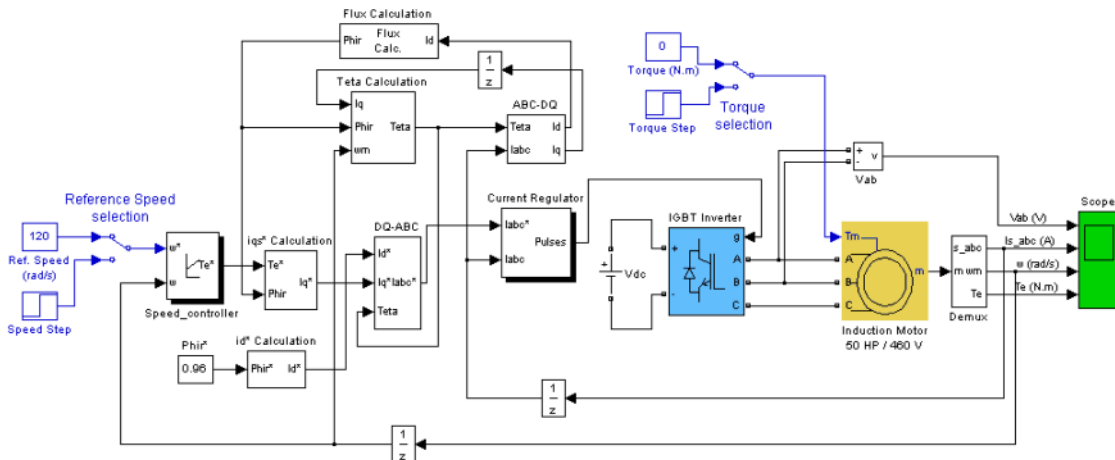 Flux Calculation
Phir
Flux
Calc.
Id
1
z
Teta Calculation
Iq
Phir
wm
Teta
ABC-DQ
Teta
Iabc
Id
Iq
0
Torque (N.m)
Torque Step
Torque
selection
+
-
v
Vab
Scope
Vab (V)
Is_abc (A)
w (rad/s)
Te (N.m)
Reference Speed
selection
120
Ref. Speed
(rad/s)
Speed Step
w*
w
Te*
Speed_controller
iqs* Calculation
Te*
Phir
Iq*
DQ-ABC
Id*
Iq*
Iabc*
Teta
Current Regulator
Iabc*
Iabc
Pulses
Vdc
+
IGBT Inverter
+
-
g
A
B
C
Tm
A
B
C
m
Induction Motor
50 HP / 460 V
m
s_abc
wm
Te
Demux
Phir*
0.96
id* Calculation
Phir*
Id*
1
z
1
z